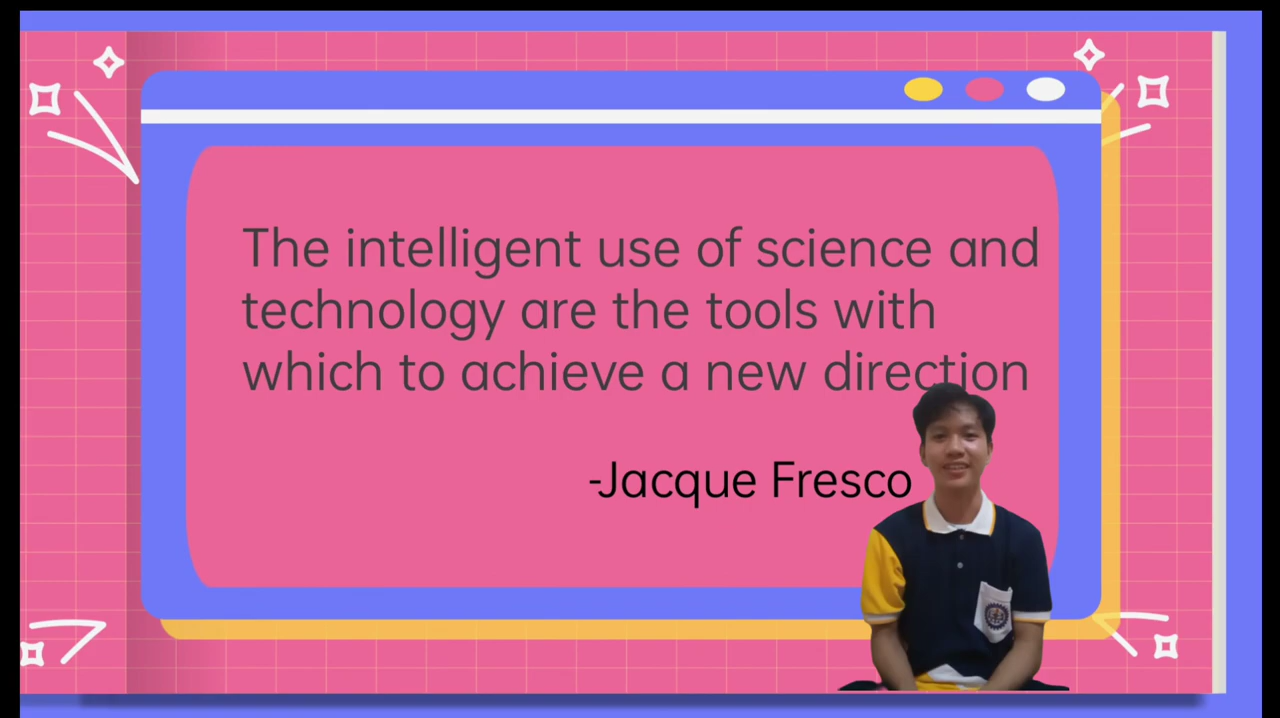 The intelligent use of science and
technology are the tools with
which to achieve a new direction
-Jacque Fresco